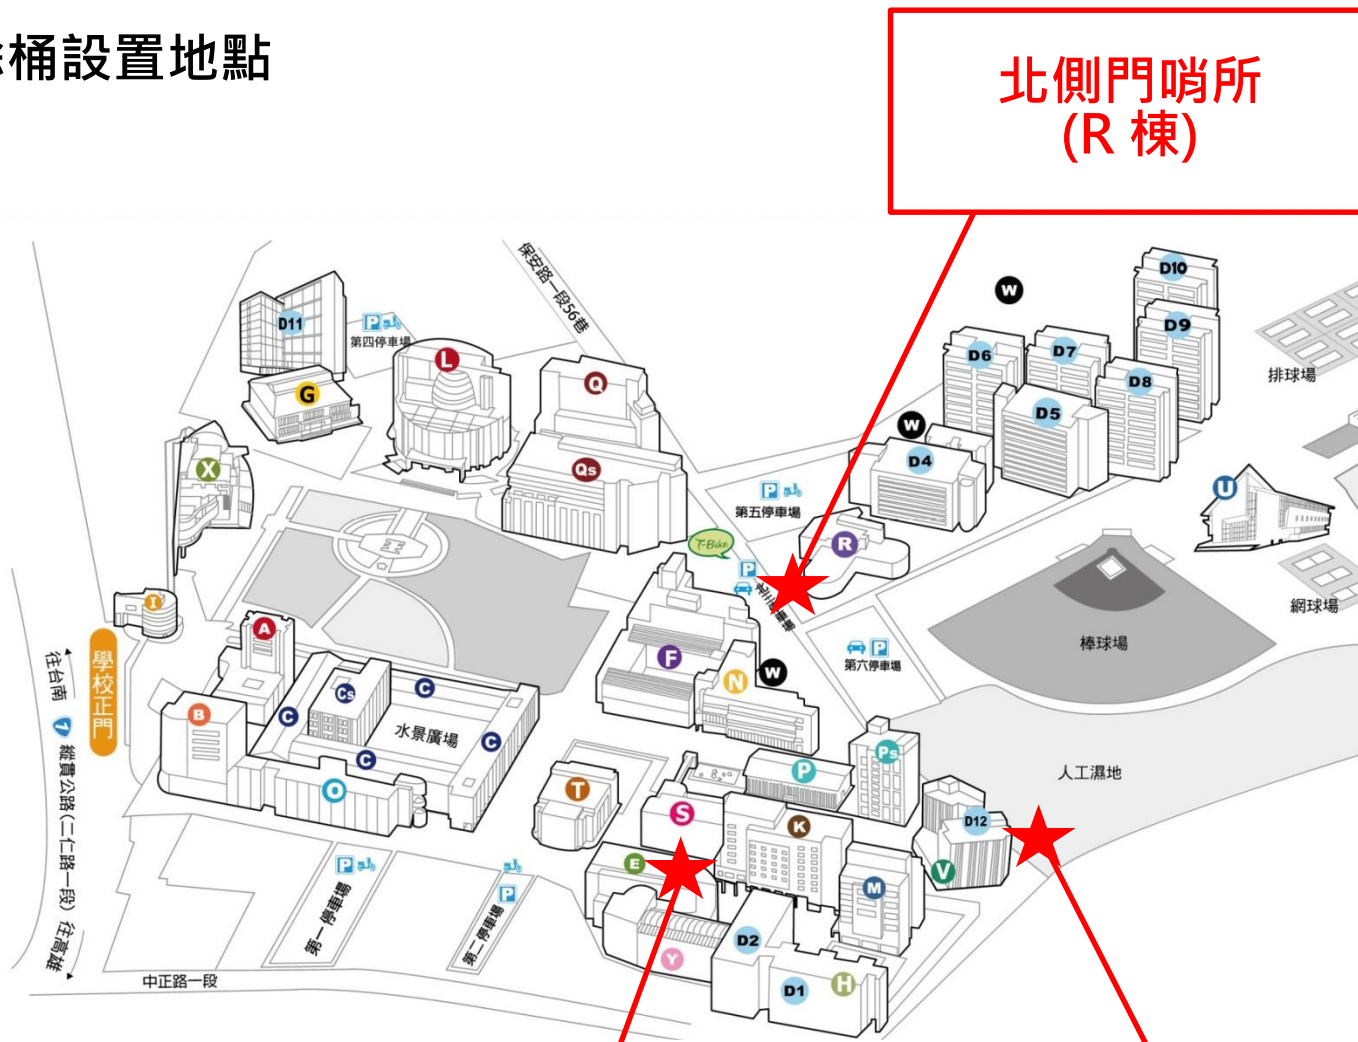 桶設置地點
北側門哨所
(R 棟)
保安路一段56巷
D10
W
D11
P
第四停車場
D9
L
D6
D7
排球場
Q
D8
G
D5
W
D4
X
Qs
U
P
第五停車場
T-Bike
R
P
網球場
I
A
棒球場
學校正門
F
P
第六停車場
往台南
1
縱貫公路(二仁路一段) 往高雄
N
W
Cs
C
B
C
水景廣場
C
C
Ps
人工濕地
P
O
T
S
K
D12
P
第一停車場
P
第二停車場
E
V
M
D2
Y
中正路一段
D1
H